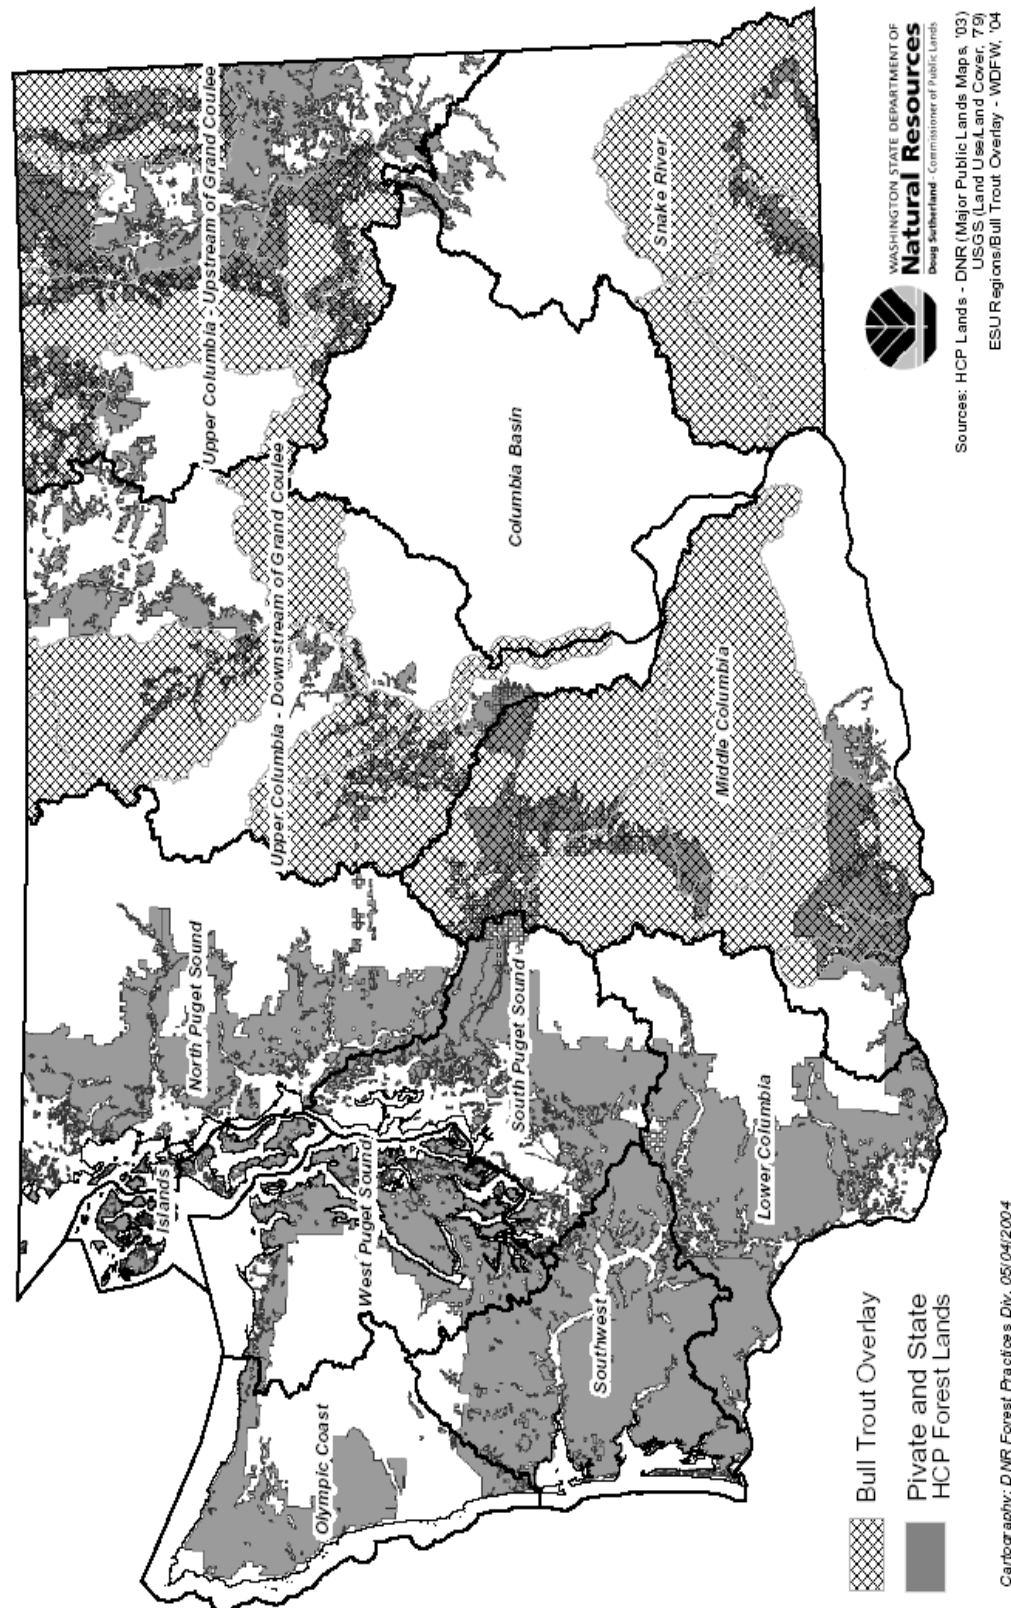 Upper Columbia - Upstream of Grand Coulee
Upper Columbia - Downstream of Grand Coulee
Snake River
Columbia Basin
Middle Columbia
North Puget Sound
South Puget Sound
Islands
West Puget Sound
Lower Columbia
Southwest
Olympic Coast
Bull Trout Overlay
Pivate and State
HCP Forest Lands
WASHINGTON STATE DEPARTMENT OF
Natural Resources
Doug Sutherland - Commissioner of Public Lands
Sources: HCP Lands - DNR (Major Public Lands Maps, '03)
USGS (Land Use/Land Cover, '79)
ESU Regions/Bull Trout Overlay - WDFW, '04
Cartography: DNR Forest Practices Div. 05/04/2004